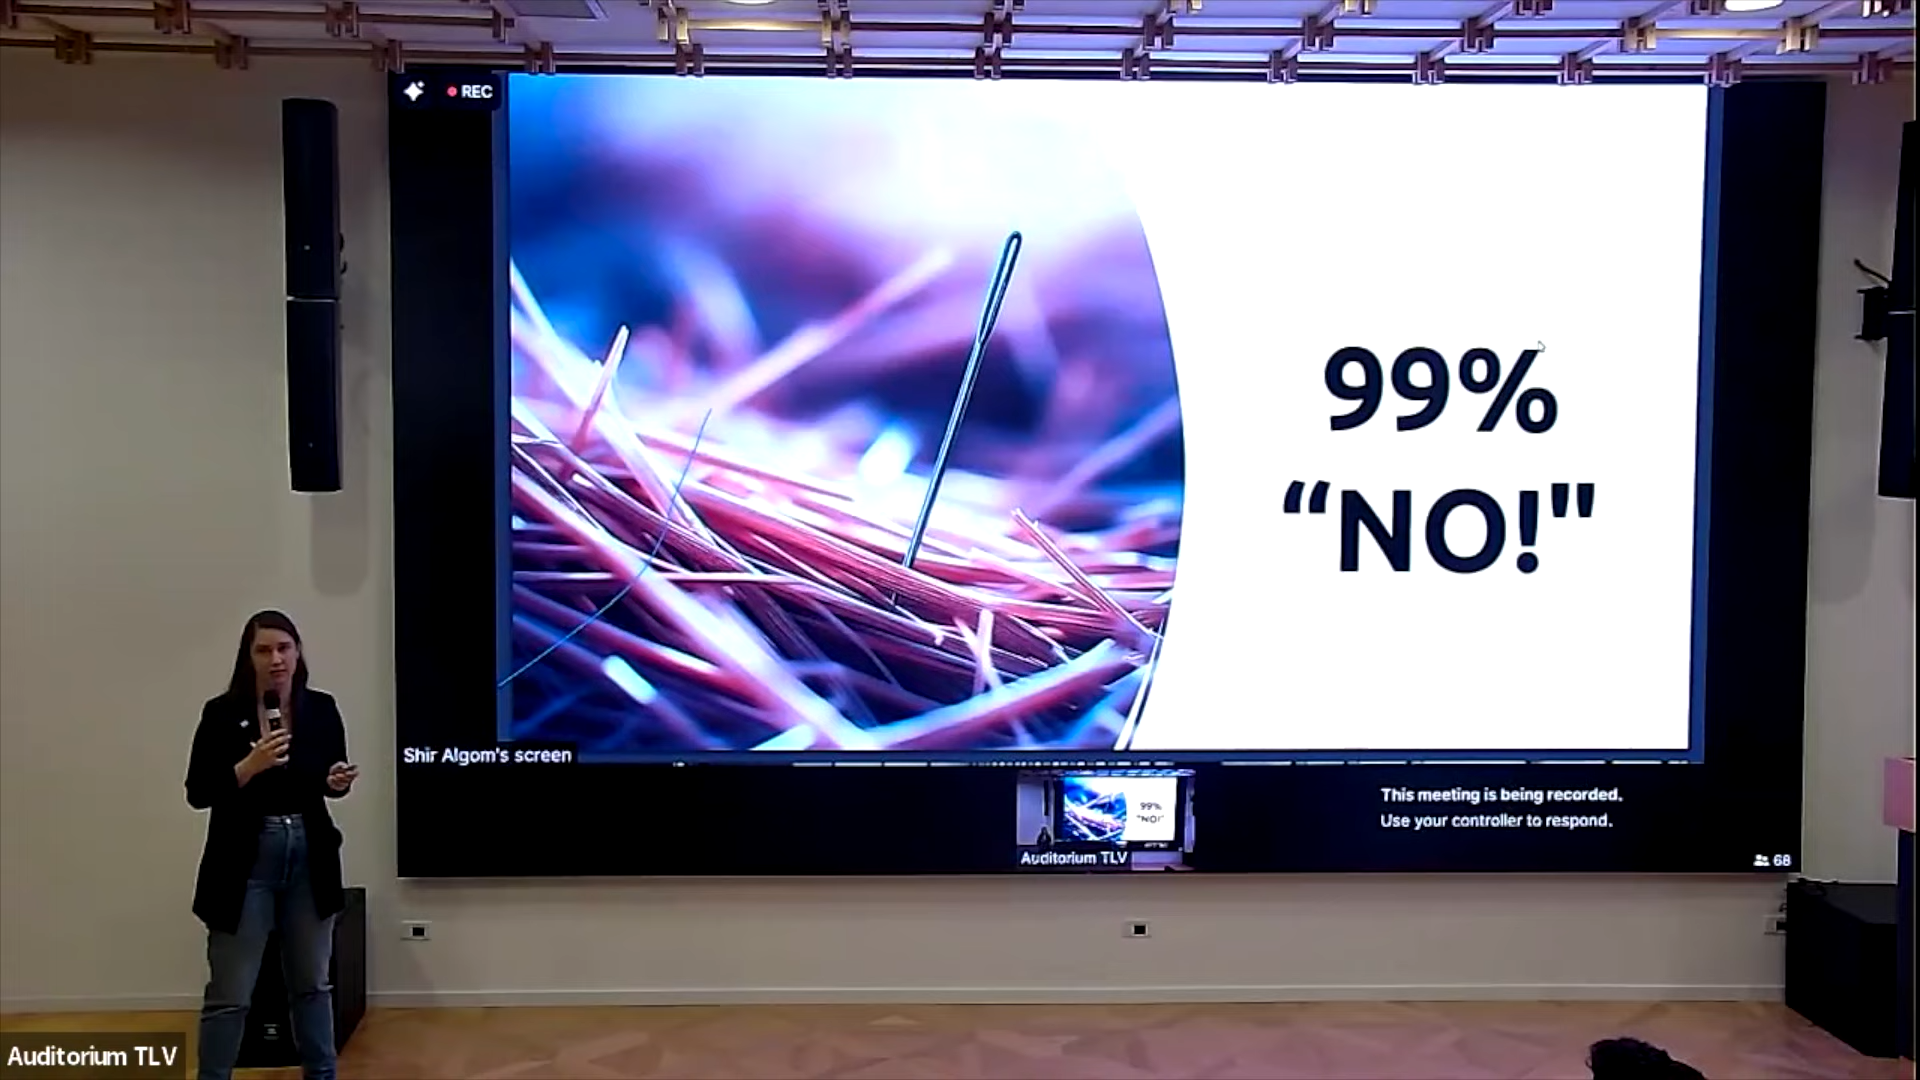 REC
99%
“NO!"
Shir Algom's screen
99%
"NO!"
Auditorium TLV
This meeting is being recorded.
Use your controller to respond.
68
Auditorium TLV